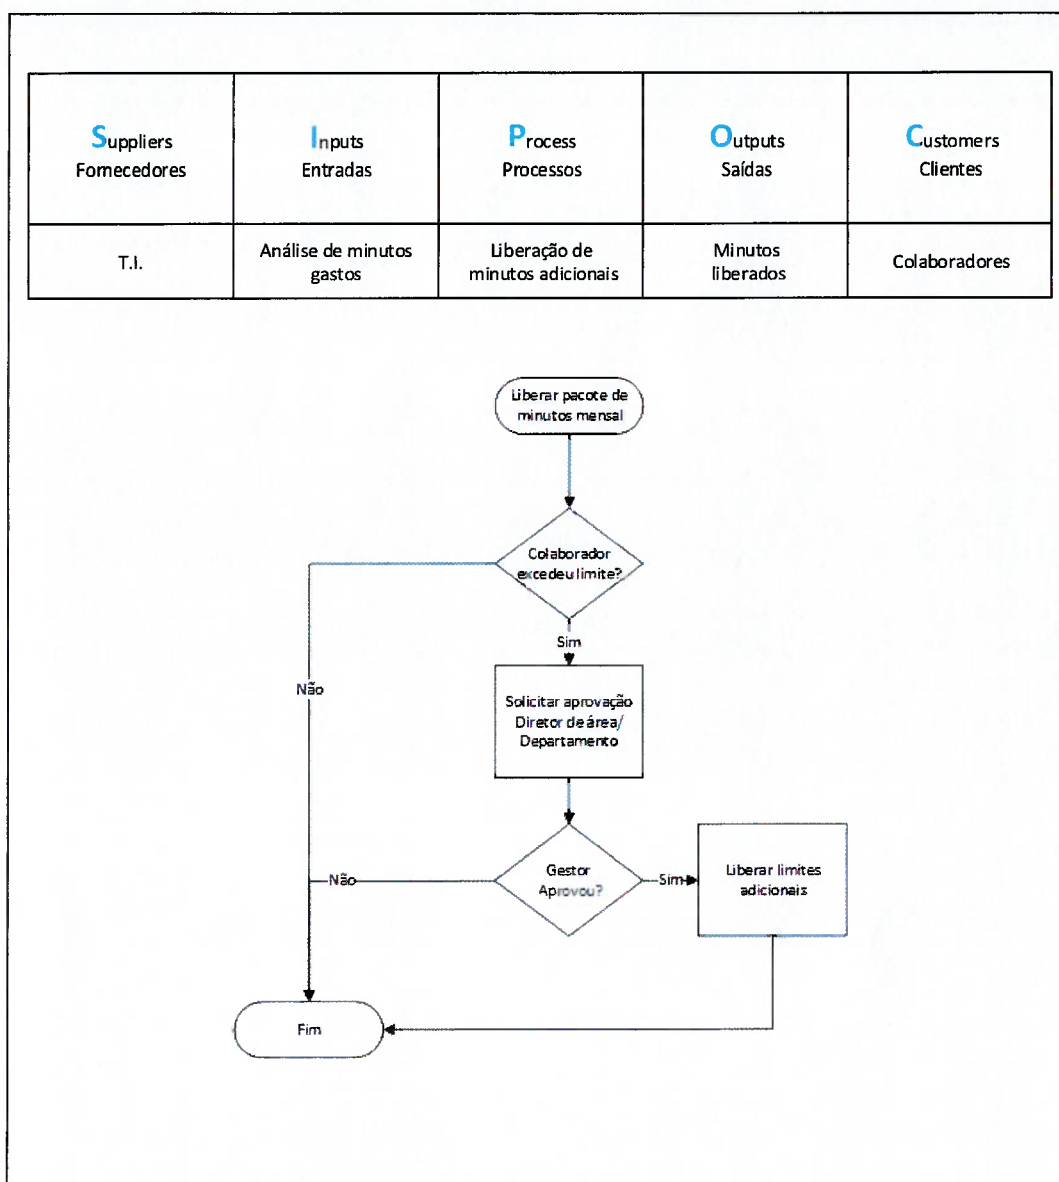 Suppliers
Fornecedores
Inputs
Entradas
Process
Processos
Outputs
Saídas
Customers
Clientes
T.I.
Análise de minutos
gastos
Liberação de
minutos adicionais
Minutos
liberados
Colaboradores
Liberar pacote de
minutos mensal
Colaborador
excedeu limite?
Sim
Não
Solicitar aprovação
Diretor de área/
Departamento
Gestor
Aprovou?
Não
Sim
Liberar limites
adicionais
Fim